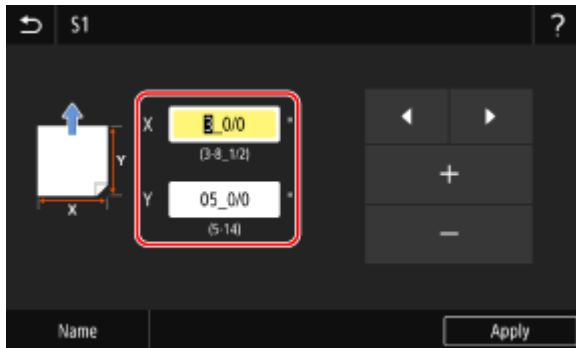 S1 ?
X 3_0/0 "
(3-8_1/2)
Y
Y 05_0/0 "
(5-14)
X
+
−
Name Apply